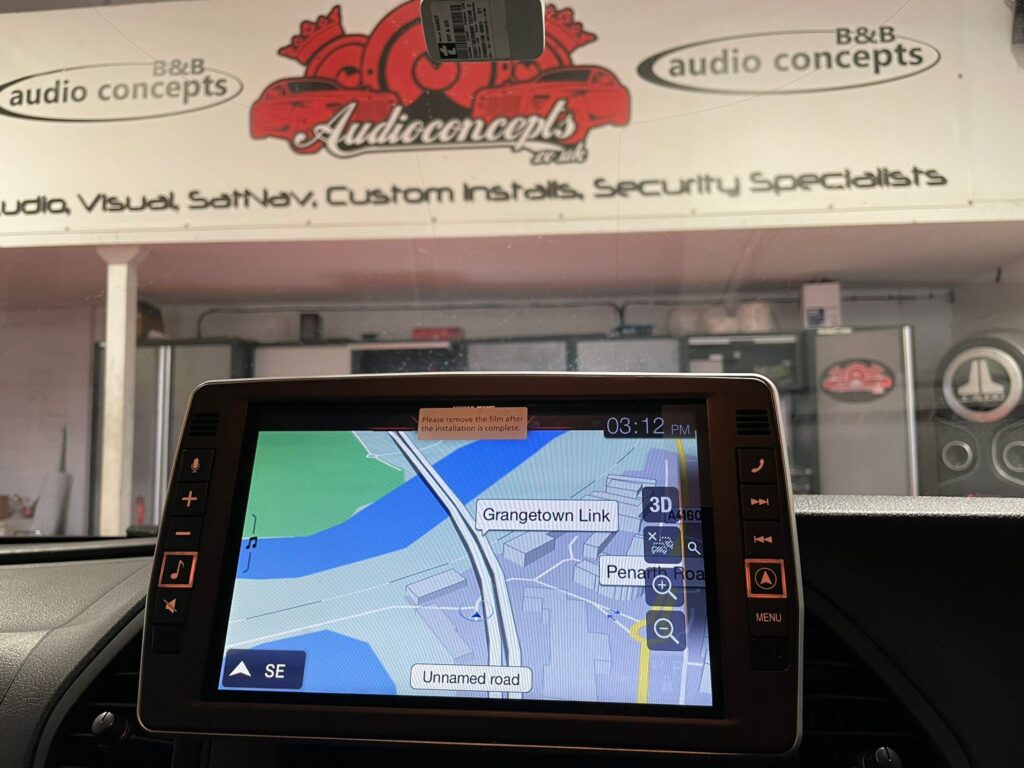 B&B
audio concepts
Audioconcepts
.co.uk
B&B
audio concepts
udio, Visual, SatNav, Custom Installs, Security Specialists
Please remove the film after
the installation is complete.
03:12 PM
Grangetown Link
3D
A4160
Penarth Roa
SE
Unnamed road
MENU